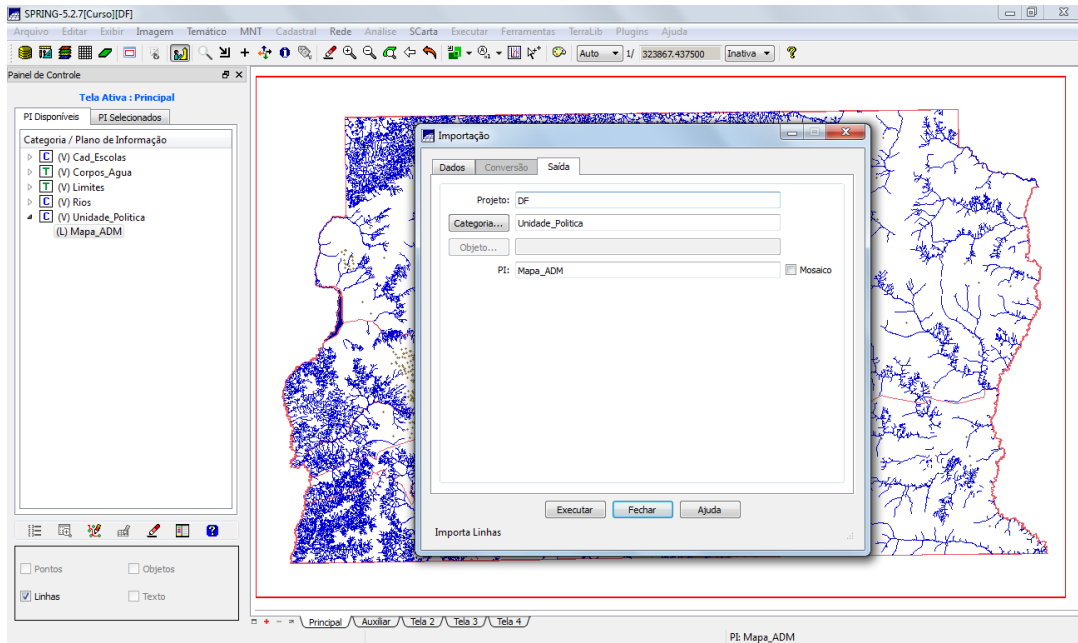 SPRING-5.2.7[Curso][DF]
Arquivo Editar Exibir Imagem Temático MNT Cadastral Rede Análise SCarta Executar Ferramentas TerraLib Plugins Ajuda
Auto 1/ 323867.437500 Inativa
Painel de Controle
Tela Ativa : Principal
PI Disponíveis PI Selecionados
Categoria / Plano de Informação
C (V) Cad_Escolas
T (V) Corpos_Agua
T (V) Limites
C (V) Rios
C (V) Unidade_Politica
(L) Mapa_ADM
Pontos Objetos
Linhas Texto
Importação
Dados Conversão Saída
Projeto: DF
Categoria... Unidade_Politica
Objeto...
PI: Mapa_ADM Mosaico
Executar Fechar Ajuda
Importa Linhas
Principal Auxiliar Tela 2 Tela 3 Tela 4
PI: Mapa_ADM